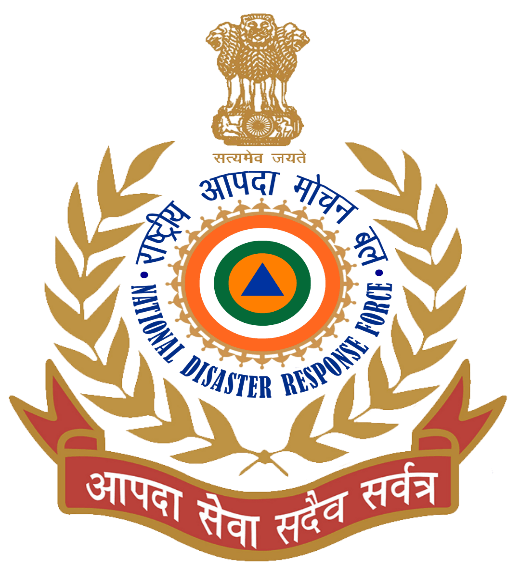 सत्यमेव जयते
राष्ट्रीय आपदा मोचन बल
NATIONAL DISASTER RESPONSE FORCE
आपदा सेवा सदैव सर्वत्र